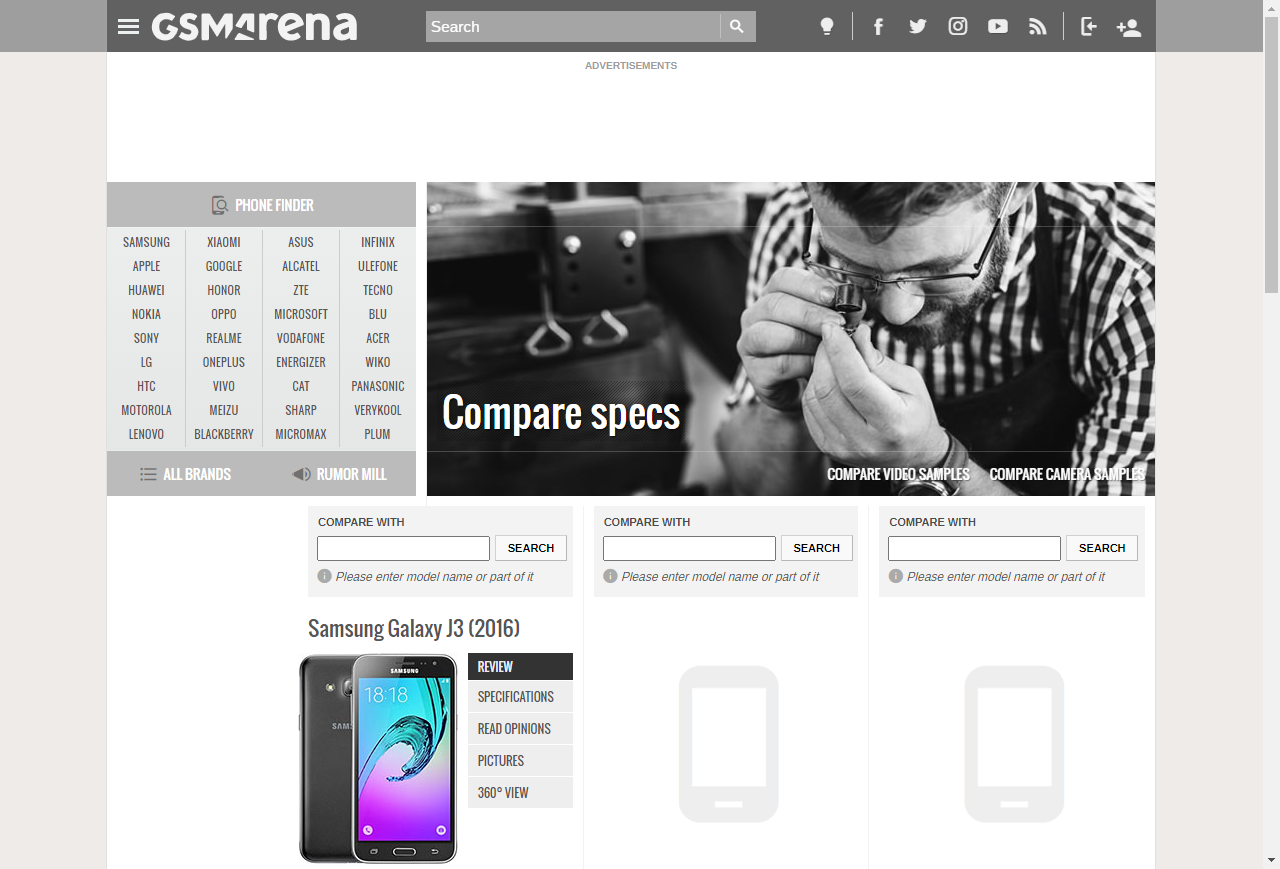 GSMArena
Search
ADVERTISEMENTS
PHONE FINDER
SAMSUNG XIAOMI ASUS INFINIX
APPLE GOOGLE ALCATEL ULEFONE
HUAWEI HONOR ZTE TECNO
NOKIA OPPO MICROSOFT BLU
SONY REALME VODAFONE ACER
LG ONEPLUS ENERGIZER WIKO
HTC VIVO CAT PANASONIC
MOTOROLA MEIZU SHARP VERYKOOL
LENOVO BLACKBERRY MICROMAX PLUM
ALL BRANDS RUMOR MILL
Compare specs
COMPARE VIDEO SAMPLES COMPARE CAMERA SAMPLES
COMPARE WITH COMPARE WITH COMPARE WITH
SEARCH SEARCH SEARCH
Please enter model name or part of it Please enter model name or part of it Please enter model name or part of it
Samsung Galaxy J3 (2016)
SAMSUNG
18:18
SAMS
REVIEW
SPECIFICATIONS
READ OPINIONS
PICTURES
360° VIEW